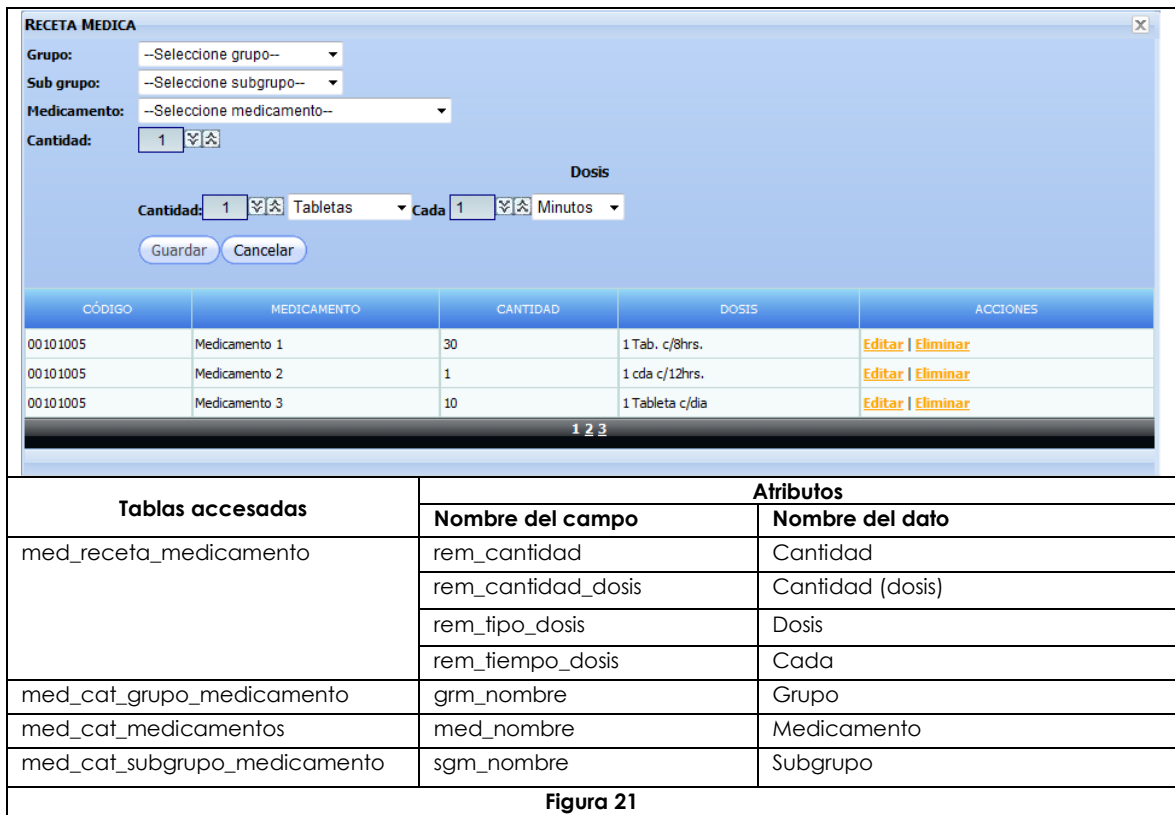 RECETA MEDICA
Grupo: --Seleccione grupo--
Sub grupo: --Seleccione subgrupo--
Medicamento: --Seleccione medicamento--
Cantidad: 1
Dosis
Cantidad: 1 Tabletas Cada 1 Minutos
Guardar Cancelar
CÓDIGO MEDICAMENTO CANTIDAD DOSIS ACCIONES
00101005 Medicamento 1 30 1 Tab. c/8hrs. Editar | Eliminar
00101005 Medicamento 2 1 1 cda c/12hrs. Editar | Eliminar
00101005 Medicamento 3 10 1 Tableta c/dia Editar | Eliminar
1 2 3
Tablas accesadas Atributos
Nombre del campo Nombre del dato
med_receta_medicamento rem_cantidad Cantidad
rem_cantidad_dosis Cantidad (dosis)
rem_tipo_dosis Dosis
rem_tiempo_dosis Cada
med_cat_grupo_medicamento grm_nombre Grupo
med_cat_medicamentos med_nombre Medicamento
med_cat_subgrupo_medicamento sgm_nombre Subgrupo
Figura 21